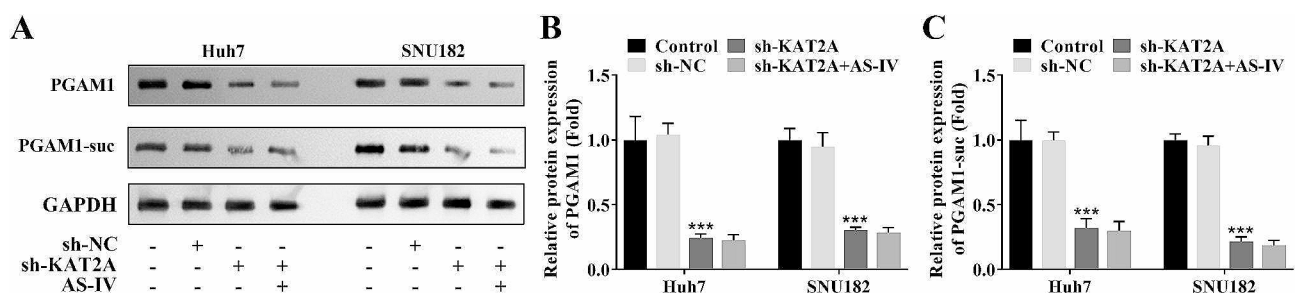 A
Huh7 SNU182
PGAM1
PGAM1-suc
GAPDH
sh-NC - + - - - + - -
sh-KAT2A - - + + - - + +
AS-IV - - - + - - - +
B
Control sh-KAT2A
sh-NC sh-KAT2A+AS-IV
Relative protein expression
of PGAM1 (Fold)
1.5
1.0
0.5
0.0
***
***
Huh7 SNU182
C
Control sh-KAT2A
sh-NC sh-KAT2A+AS-IV
Relative protein expression
of PGAM1-suc (Fold)
1.5
1.0
0.5
0.0
***
***
Huh7 SNU182